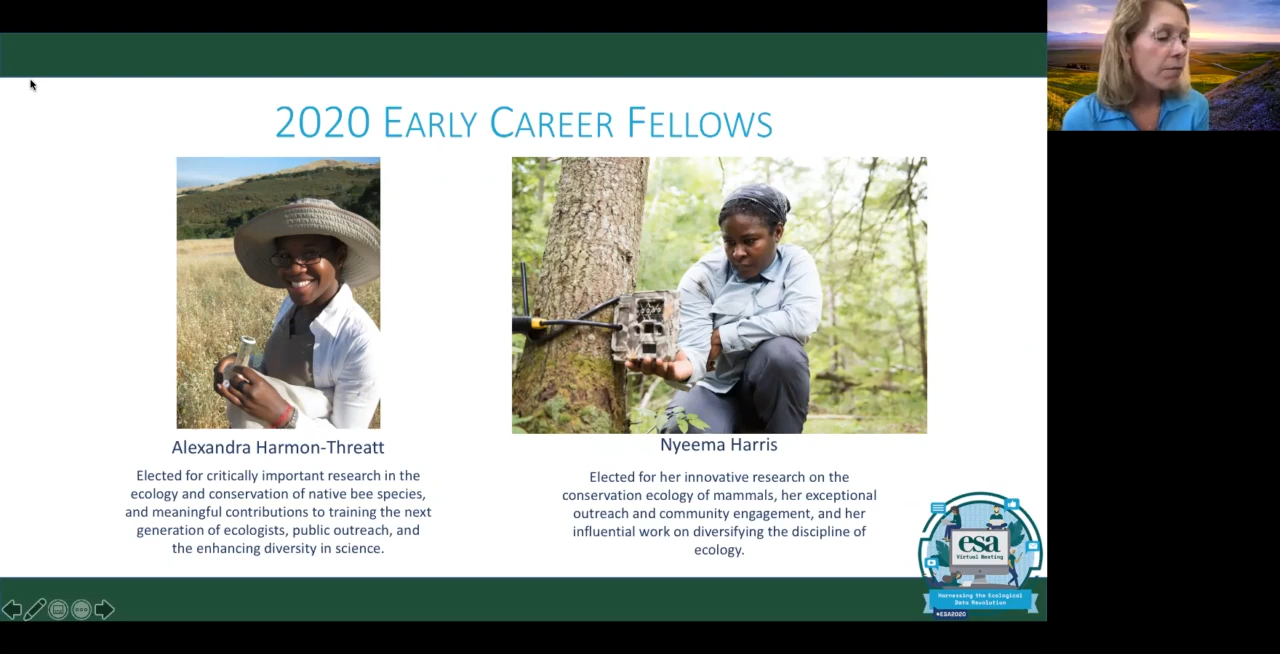 2020 EARLY CAREER FELLOWS
Alexandra Harmon-Threatt
Elected for critically important research in the
ecology and conservation of native bee species,
and meaningful contributions to training the next
generation of ecologists, public outreach, and
the enhancing diversity in science.
Nyeema Harris
Elected for her innovative research on the
conservation ecology of mammals, her exceptional
outreach and community engagement, and her
influential work on diversifying the discipline of
ecology.
esa
Virtual Meeting
Harnessing the Ecological
Data Revolution
#ESA2020